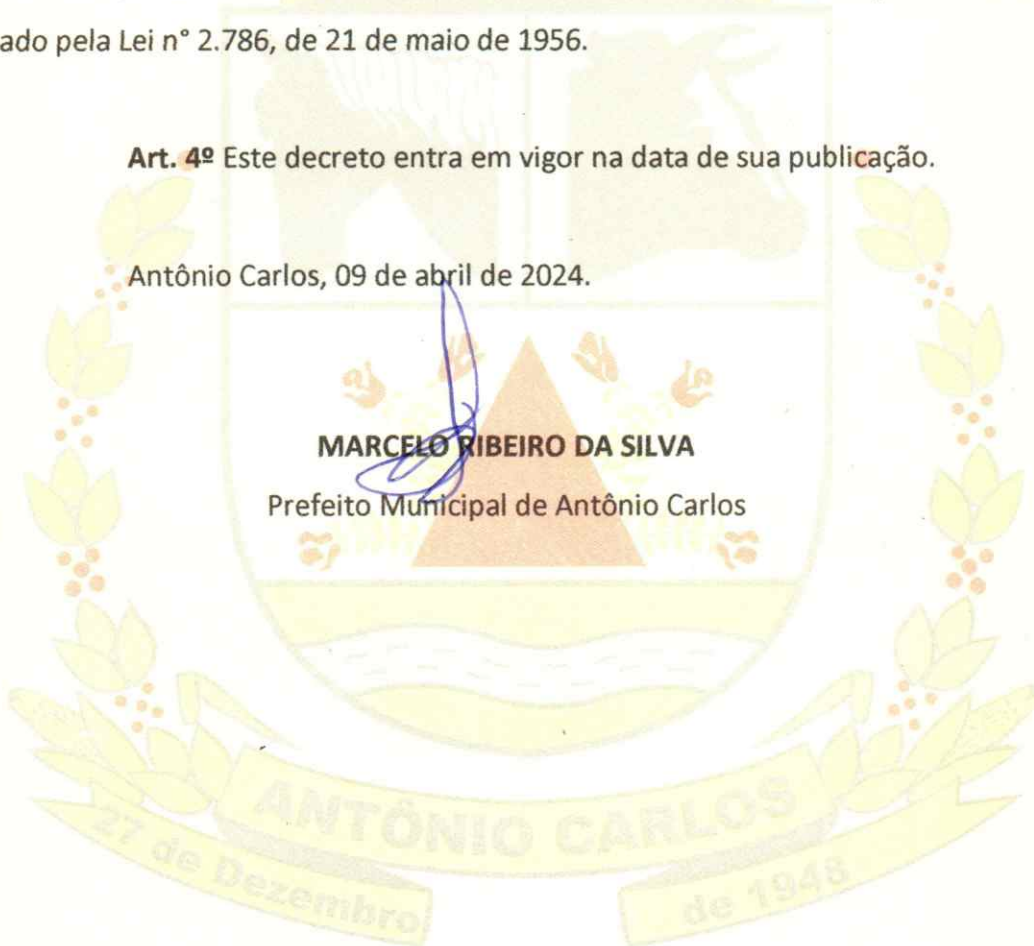 ado pela Lei n° 2.786, de 21 de maio de 1956.
Art. 4º Este decreto entra em vigor na data de sua publicação.
Antônio Carlos, 09 de abril de 2024.
MARCELO RIBEIRO DA SILVA
Prefeito Municipal de Antônio Carlos
ANTÔNIO CARLOS
27 de Dezembro
de 1948